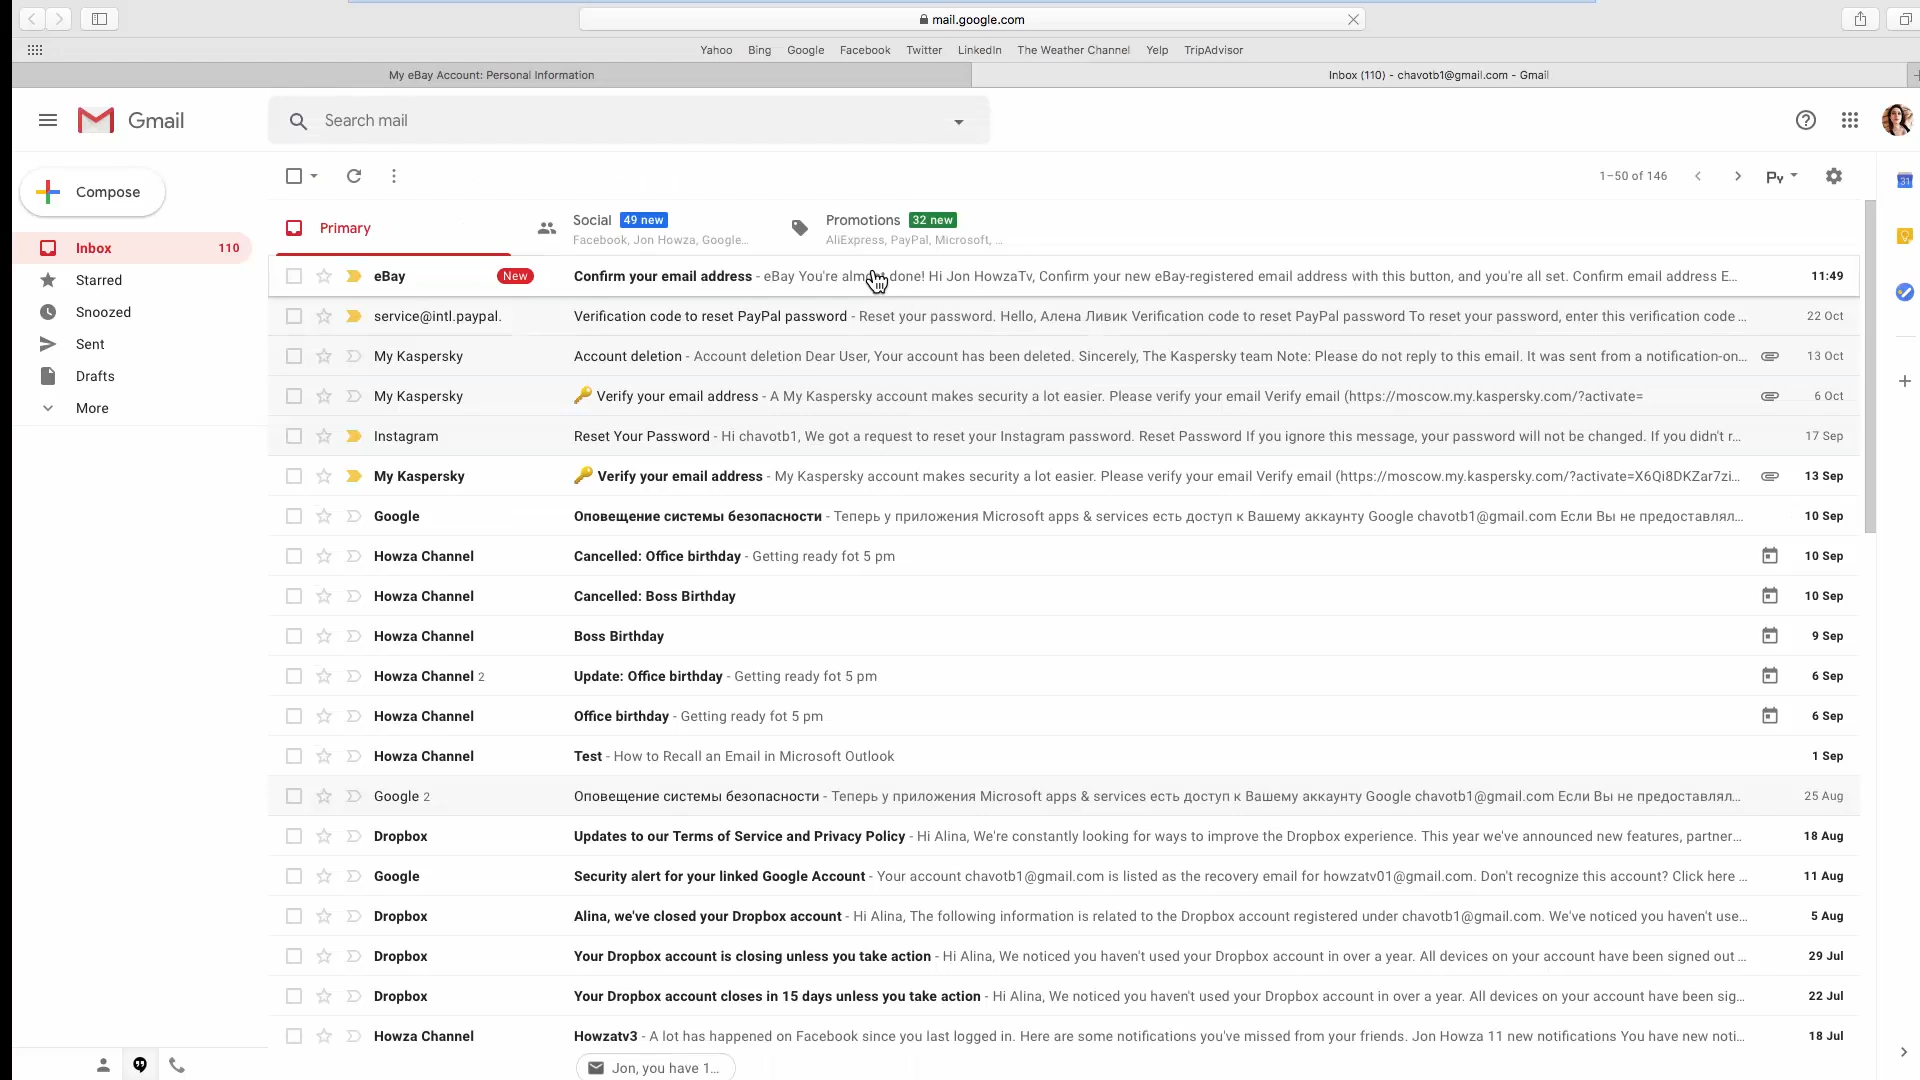 mail.google.com
Yahoo Bing Google Facebook Twitter LinkedIn The Weather Channel Yelp TripAdvisor
My eBay Account: Personal Information
Inbox (110) - chavotb1@gmail.com - Gmail
Gmail
Search mail
Compose
1–50 of 146
Ру
Inbox 110
Starred
Snoozed
Sent
Drafts
More
Primary
Social 49 new
Facebook, Jon Howza, Google...
Promotions 32 new
AliExpress, PayPal, Microsoft, ...
eBay New Confirm your email address - eBay You're almost done! Hi Jon HowzaTv, Confirm your new eBay-registered email address with this button, and you're all set. Confirm email address E... 11:49
service@intl.paypal. Verification code to reset PayPal password - Reset your password. Hello, Алена Ливик Verification code to reset PayPal password To reset your password, enter this verification code ... 22 Oct
My Kaspersky Account deletion - Account deletion Dear User, Your account has been deleted. Sincerely, The Kaspersky team Note: Please do not reply to this email. It was sent from a notification-on... 13 Oct
My Kaspersky 🔑 Verify your email address - A My Kaspersky account makes security a lot easier. Please verify your email Verify email (https://moscow.my.kaspersky.com/?activate= 6 Oct
Instagram Reset Your Password - Hi chavotb1, We got a request to reset your Instagram password. Reset Password If you ignore this message, your password will not be changed. If you didn't r... 17 Sep
My Kaspersky 🔑 Verify your email address - My Kaspersky account makes security a lot easier. Please verify your email Verify email (https://moscow.my.kaspersky.com/?activate=X6Qi8DKZar7zi... 13 Sep
Google Оповещение системы безопасности - Теперь у приложения Microsoft apps & services есть доступ к Вашему аккаунту Google chavotb1@gmail.com Если Вы не предоставлял... 10 Sep
Howza Channel Cancelled: Office birthday - Getting ready fot 5 pm 10 Sep
Howza Channel Cancelled: Boss Birthday 10 Sep
Howza Channel Boss Birthday 9 Sep
Howza Channel 2 Update: Office birthday - Getting ready fot 5 pm 6 Sep
Howza Channel Office birthday - Getting ready fot 5 pm 6 Sep
Howza Channel Test - How to Recall an Email in Microsoft Outlook 1 Sep
Google 2 Оповещение системы безопасности - Теперь у приложения Microsoft apps & services есть доступ к Вашему аккаунту Google chavotb1@gmail.com Если Вы не предоставлял... 25 Aug
Dropbox Updates to our Terms of Service and Privacy Policy - Hi Alina, We're constantly looking for ways to improve the Dropbox experience. This year we've announced new features, partner... 18 Aug
Google Security alert for your linked Google Account - Your account chavotb1@gmail.com is listed as the recovery email for howzatv01@gmail.com. Don't recognize this account? Click here ... 11 Aug
Dropbox Alina, we've closed your Dropbox account - Hi Alina, The following information is related to the Dropbox account registered under chavotb1@gmail.com. We've noticed you haven't use... 5 Aug
Dropbox Your Dropbox account is closing unless you take action - Hi Alina, We noticed you haven't used your Dropbox account in over a year. All devices on your account have been signed out ... 29 Jul
Dropbox Your Dropbox account closes in 15 days unless you take action - Hi Alina, We noticed you haven't used your Dropbox account in over a year. All devices on your account have been sig... 22 Jul
Howza Channel Howzatv3 - A lot has happened on Facebook since you last logged in. Here are some notifications you've missed from your friends. Jon Howza 11 new notifications You have new noti... 18 Jul
Jon, you have 1...
31